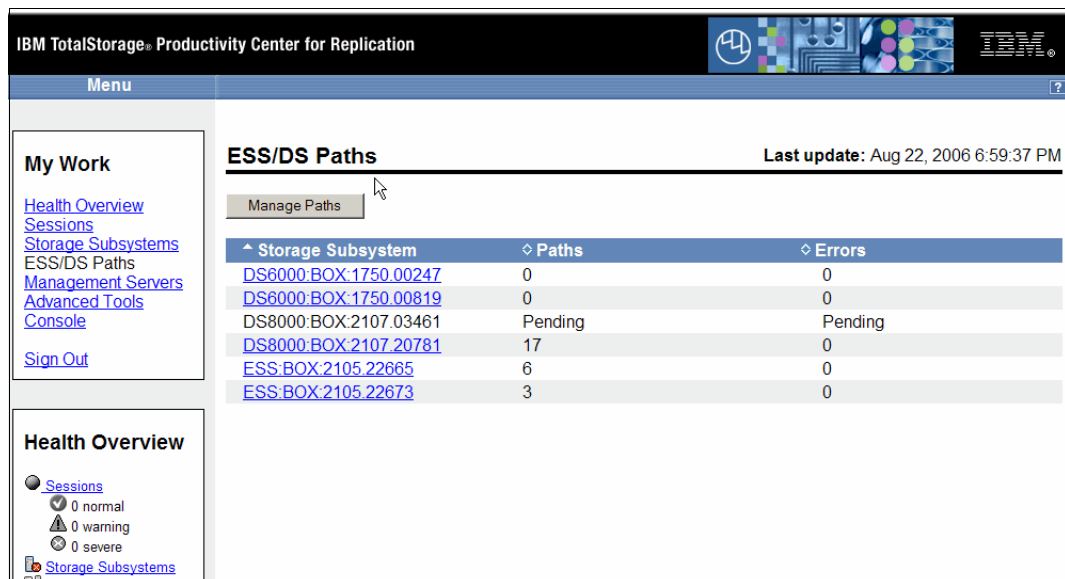 IBM TotalStorage® Productivity Center for Replication
IBM®
Menu
?
My Work
Health Overview
Sessions
Storage Subsystems
ESS/DS Paths
Management Servers
Advanced Tools
Console
Sign Out
Health Overview
Sessions
0 normal
0 warning
0 severe
Storage Subsystems
ESS/DS Paths
Last update: Aug 22, 2006 6:59:37 PM
Manage Paths
Storage Subsystem Paths Errors
DS6000:BOX:1750.00247 0 0
DS6000:BOX:1750.00819 0 0
DS8000:BOX:2107.03461 Pending Pending
DS8000:BOX:2107.20781 17 0
ESS:BOX:2105.22665 6 0
ESS:BOX:2105.22673 3 0